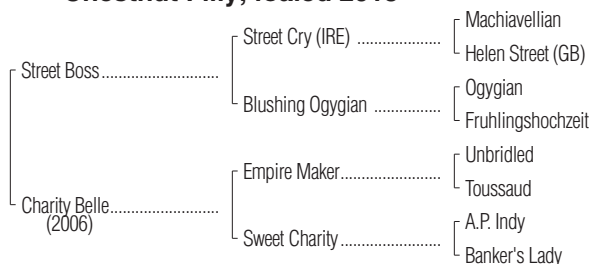 Chestnut Filly; foaled
Machiavellian
Street Cry (IRE) ....................
Helen Street (GB)
Street Boss............................
Ogygian
Blushing Ogygian ................
Fruhlingshochzeit
Unbridled
Empire Maker........................
Toussaud
Charity Belle..........................
(2006)
A.P. Indy
Sweet Charity........................
Banker's Lady